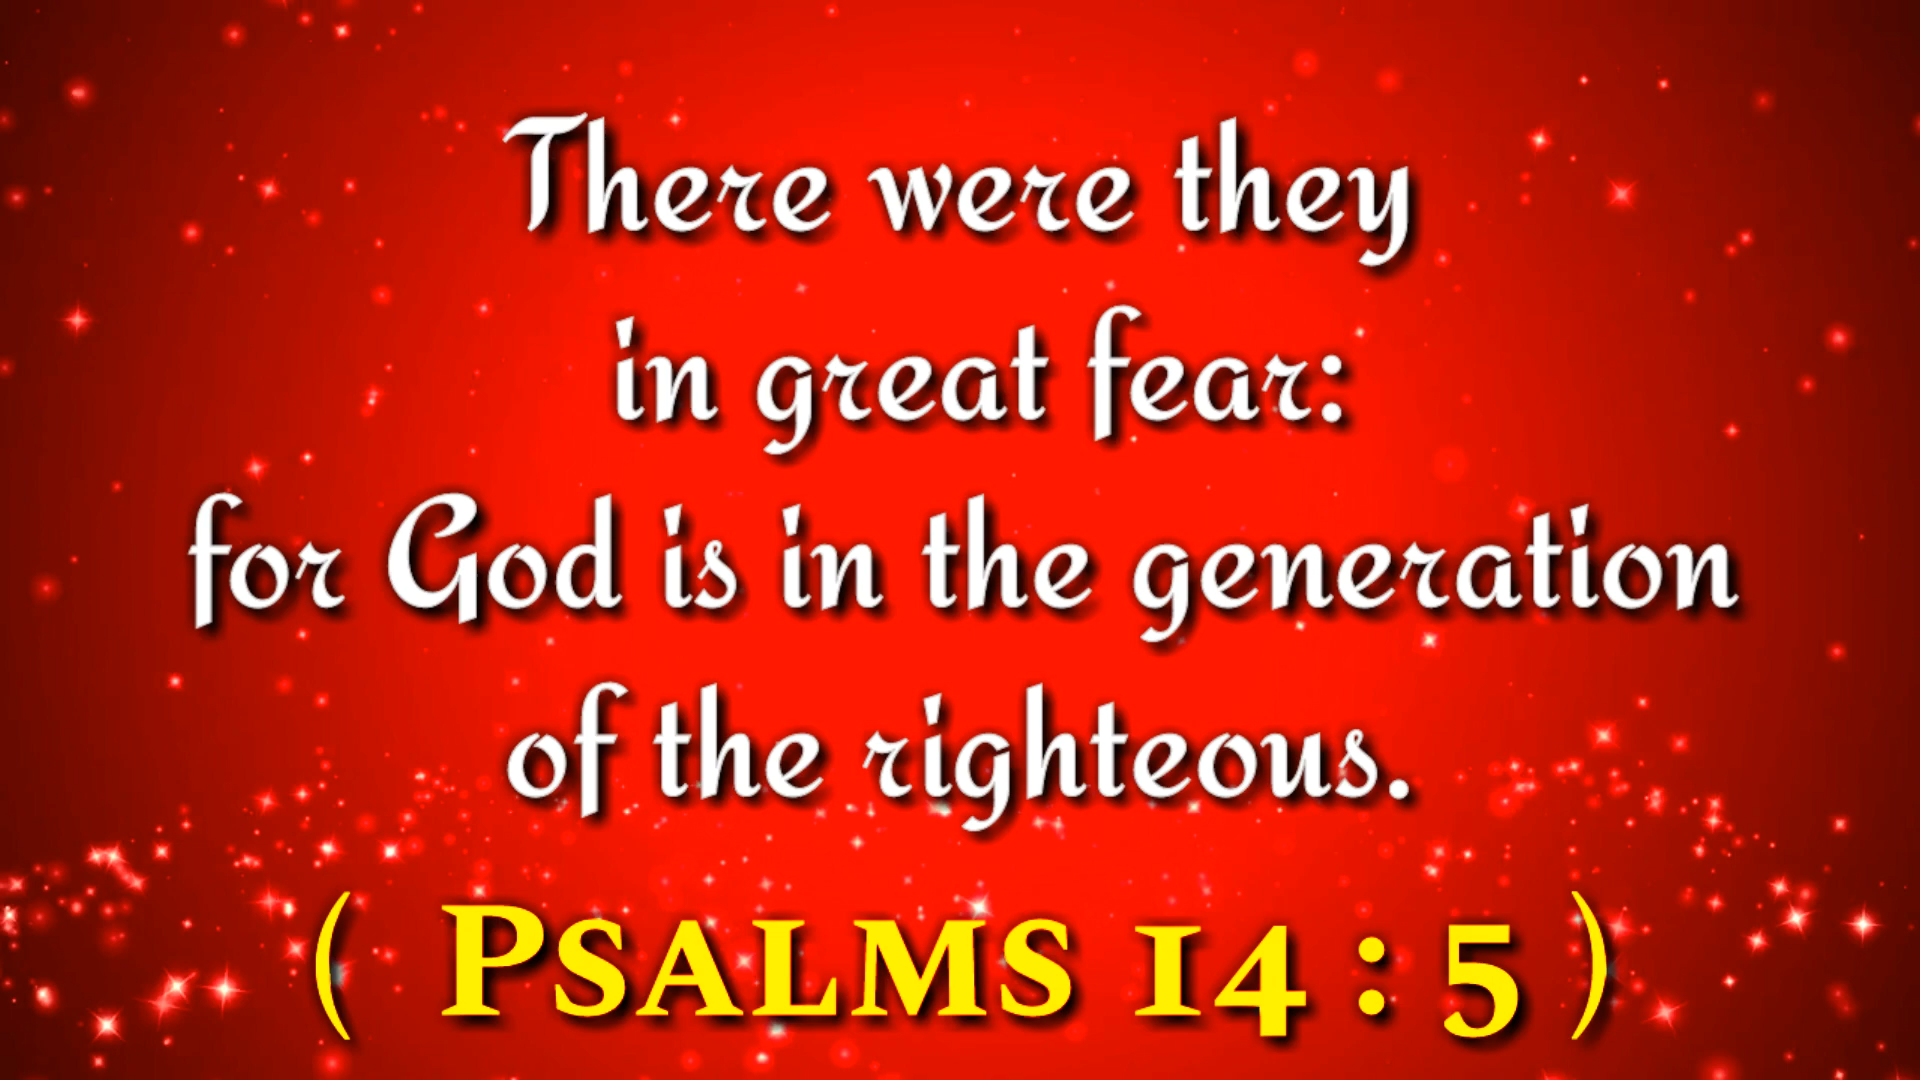 There were they
in great fear:
for God is in the generation
of the righteous.
( PSALMS 14 : 5 )